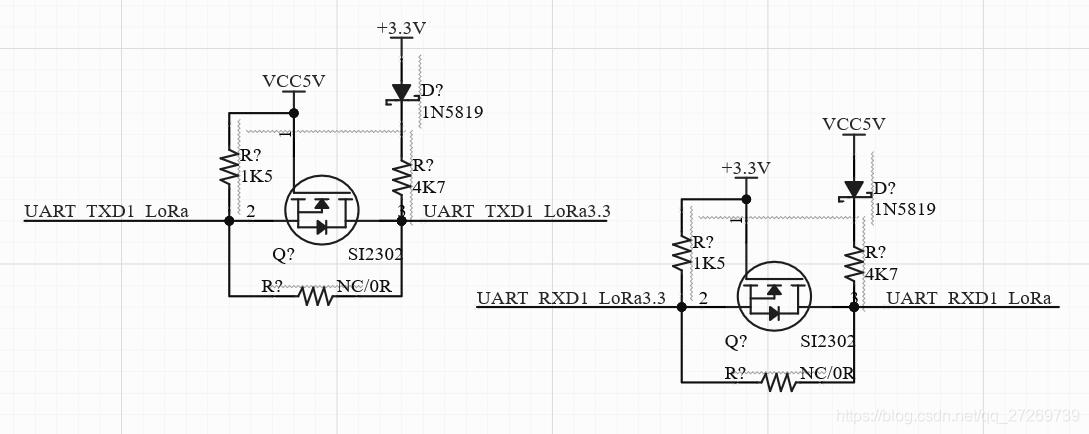 +3.3V
VCC5V
D?
1N5819
1
R?
1K5
R?
4K7
UART_TXD1_LoRa
2
3
UART_TXD1_LoRa3.3
Q?
SI2302
R?
NC/0R
VCC5V
+3.3V
D?
1N5819
1
R?
1K5
R?
4K7
UART_RXD1_LoRa3.3
2
3
UART_RXD1_LoRa
Q?
SI2302
R?
NC/0R
https://blog.csdn.net/qq_27269739